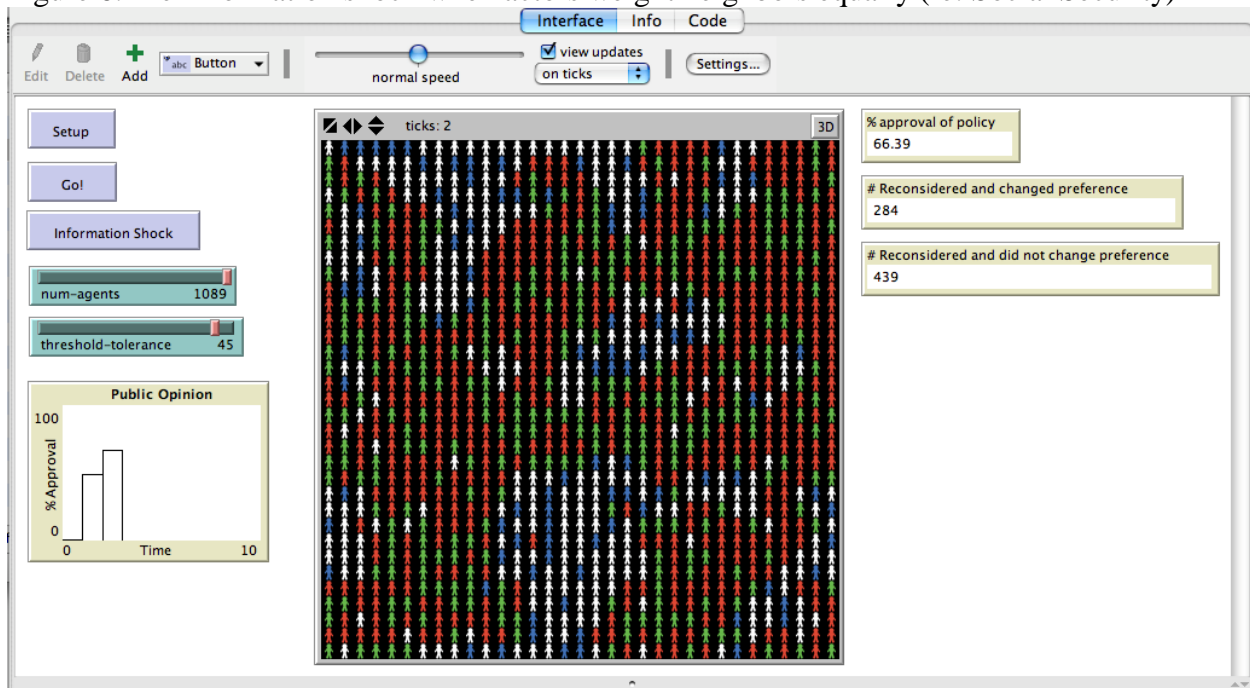 Interface Info Code
Edit Delete Add abc Button normal speed view updates on ticks Settings...
Setup
Go!
Information Shock
num-agents 1089
threshold-tolerance 45
Public Opinion
100
% Approval
0
0 Time 10
ticks: 2 3D
% approval of policy
66.39
# Reconsidered and changed preference
284
# Reconsidered and did not change preference
439